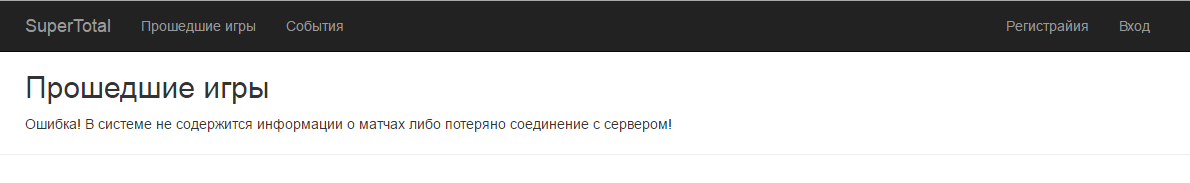 SuperTotal Прошедшие игры События Регистрайия Вход
Прошедшие игры
Ошибка! В системе не содержится информации о матчах либо потеряно соединение с сервером!